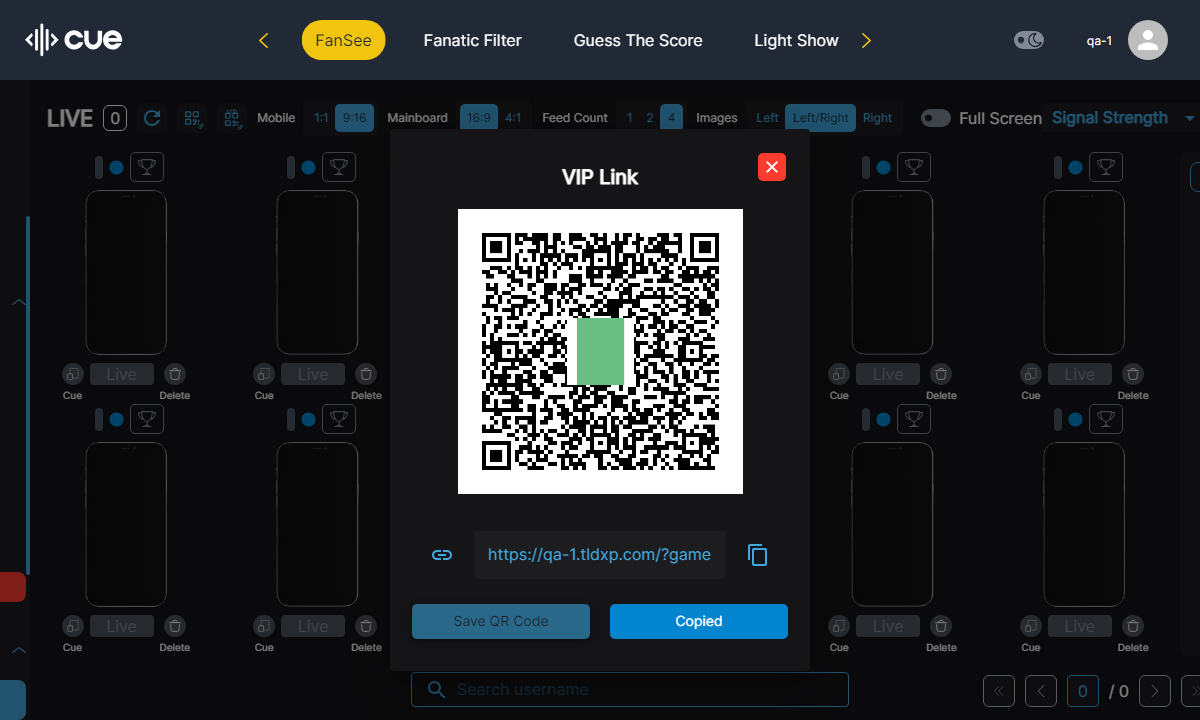 cue
FanSee
Fanatic Filter
Guess The Score
Light Show
qa-1
LIVE 0
Mobile 1:1 9:16
Mainboard 16:9 4:1
Feed Count 1 2 4
Images Left Left/Right Right
Full Screen
Signal Strength
VIP Link
https://qa-1.tldxp.com/?game
Save QR Code
Copied
Live Live Live Live
Cue Delete Cue Delete Cue Delete Cue Delete
Live Live Live Live
Cue Delete Cue Delete Cue Delete Cue Delete
Search username
0 / 0